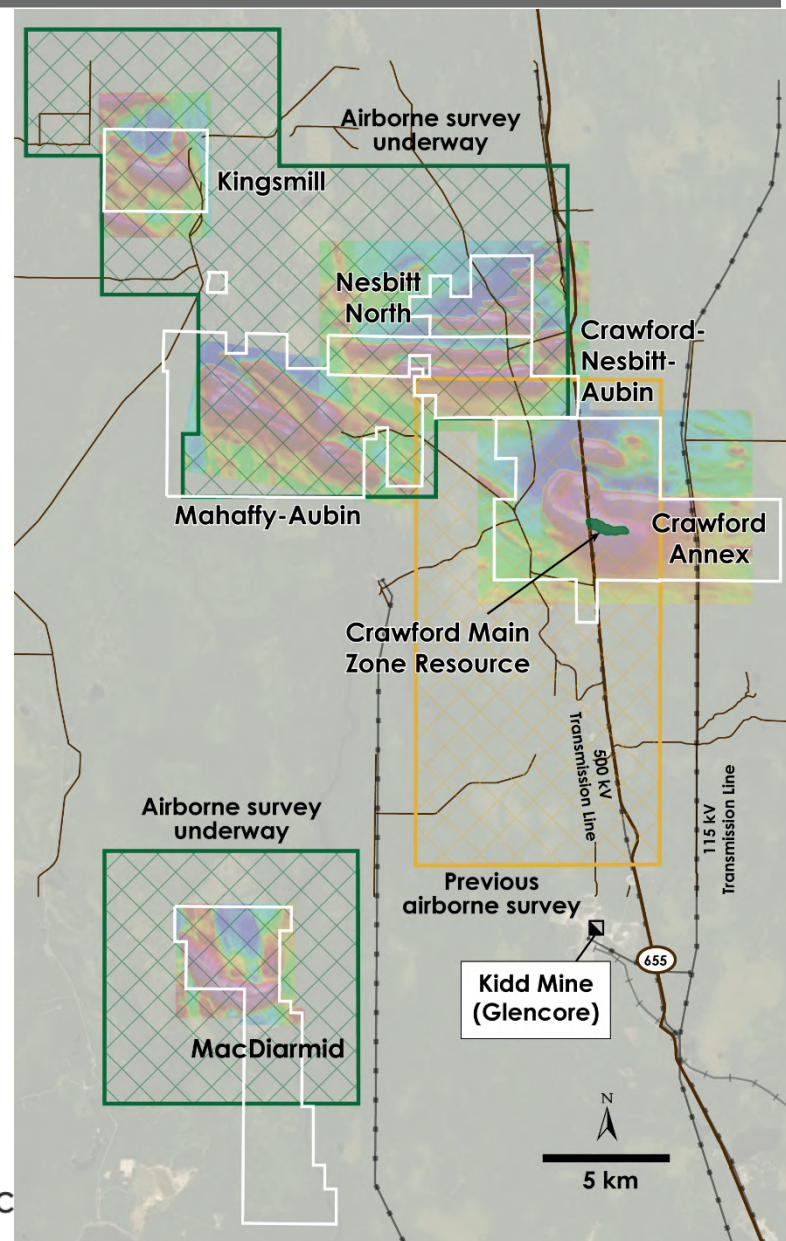 Airborne survey
underway
Kingsmill
Nesbitt
North
Crawford-
Nesbitt-
Aubin
Mahaffy-Aubin
Crawford
Annex
Crawford Main
Zone Resource
500 kV
Transmission Line
115 kV
Transmission Line
Airborne survey
underway
Previous
airborne survey
655
Kidd Mine
(Glencore)
MacDiarmid
N
5 km
C